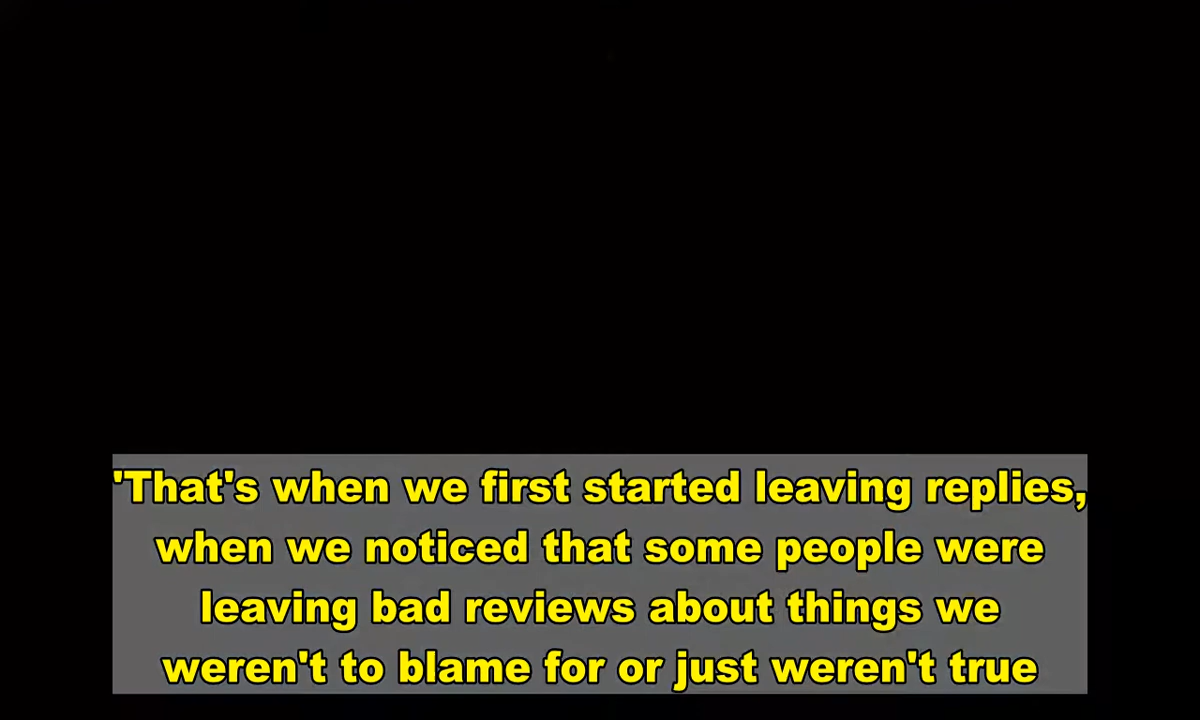 'That's when we first started leaving replies,
when we noticed that some people were
leaving bad reviews about things we
weren't to blame for or just weren't true